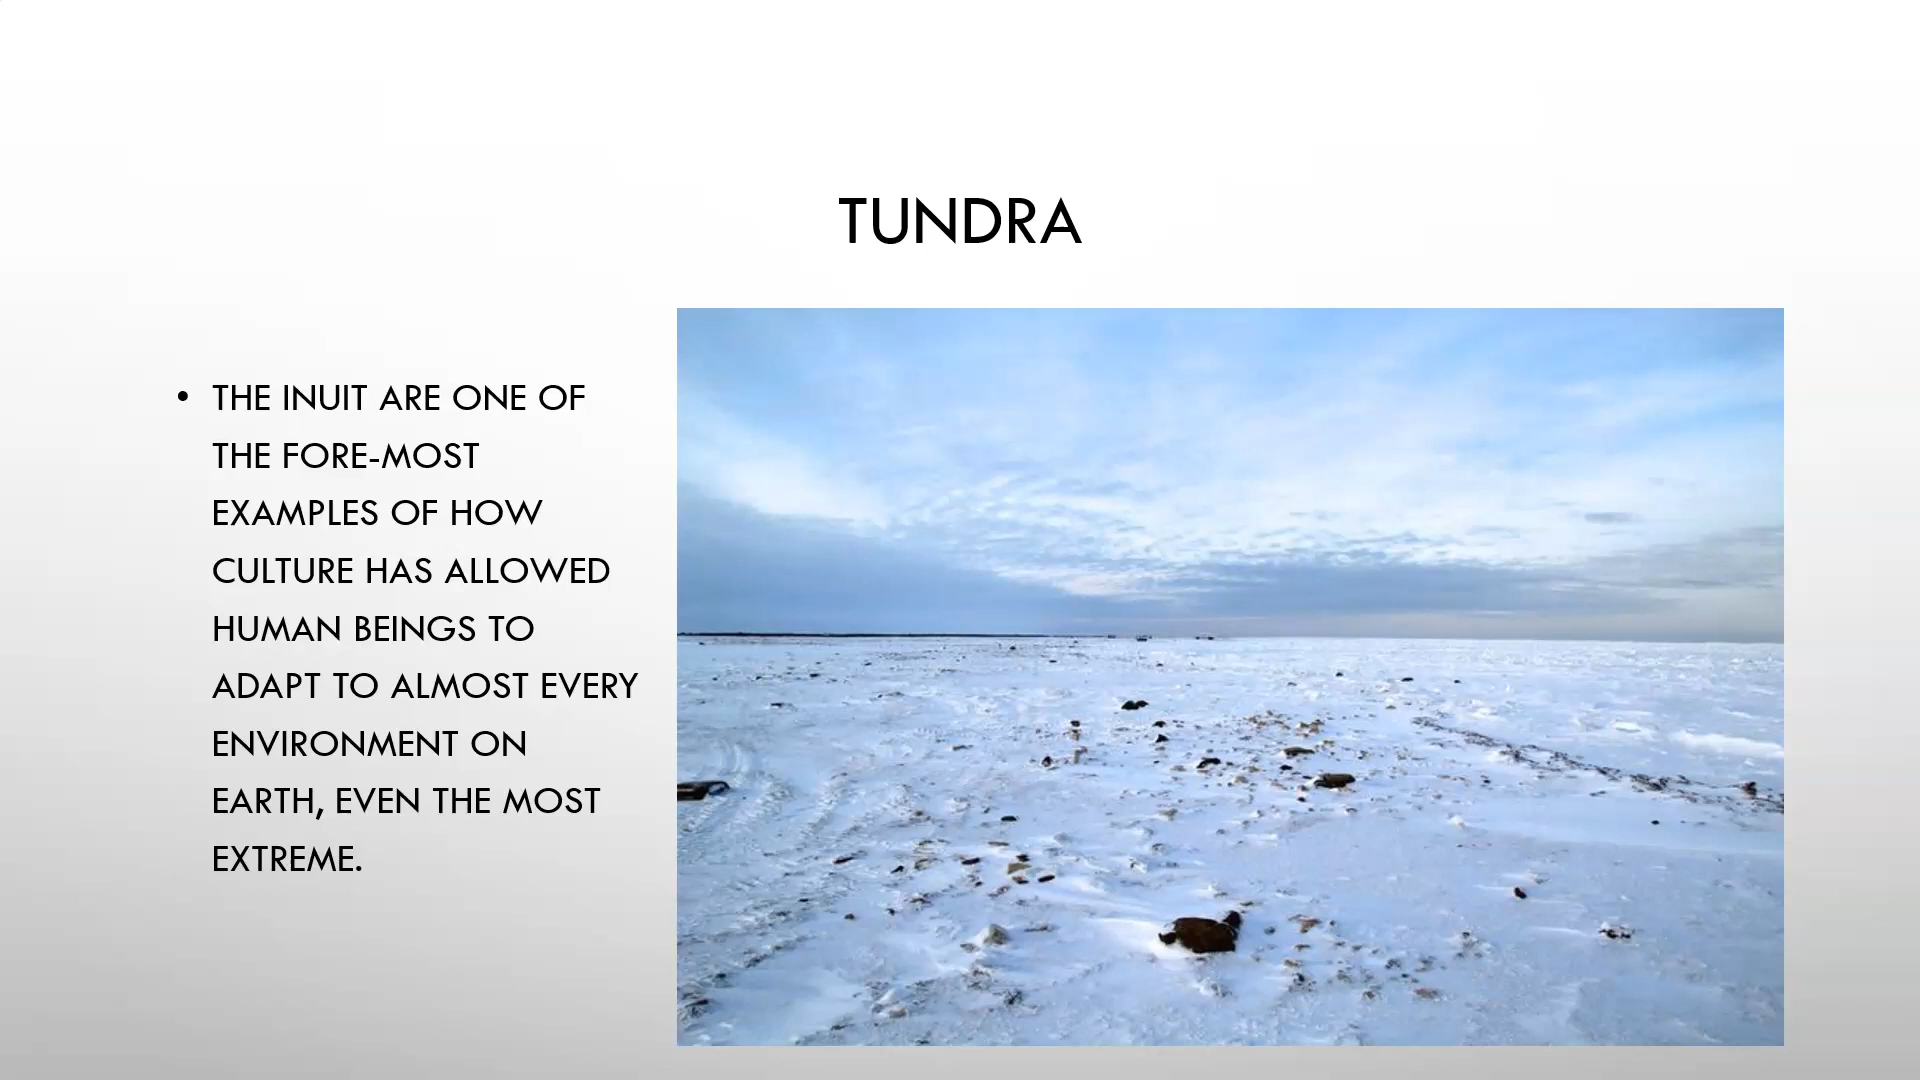 TUNDRA
• THE INUIT ARE ONE OF
THE FORE-MOST
EXAMPLES OF HOW
CULTURE HAS ALLOWED
HUMAN BEINGS TO
ADAPT TO ALMOST EVERY
ENVIRONMENT ON
EARTH, EVEN THE MOST
EXTREME.